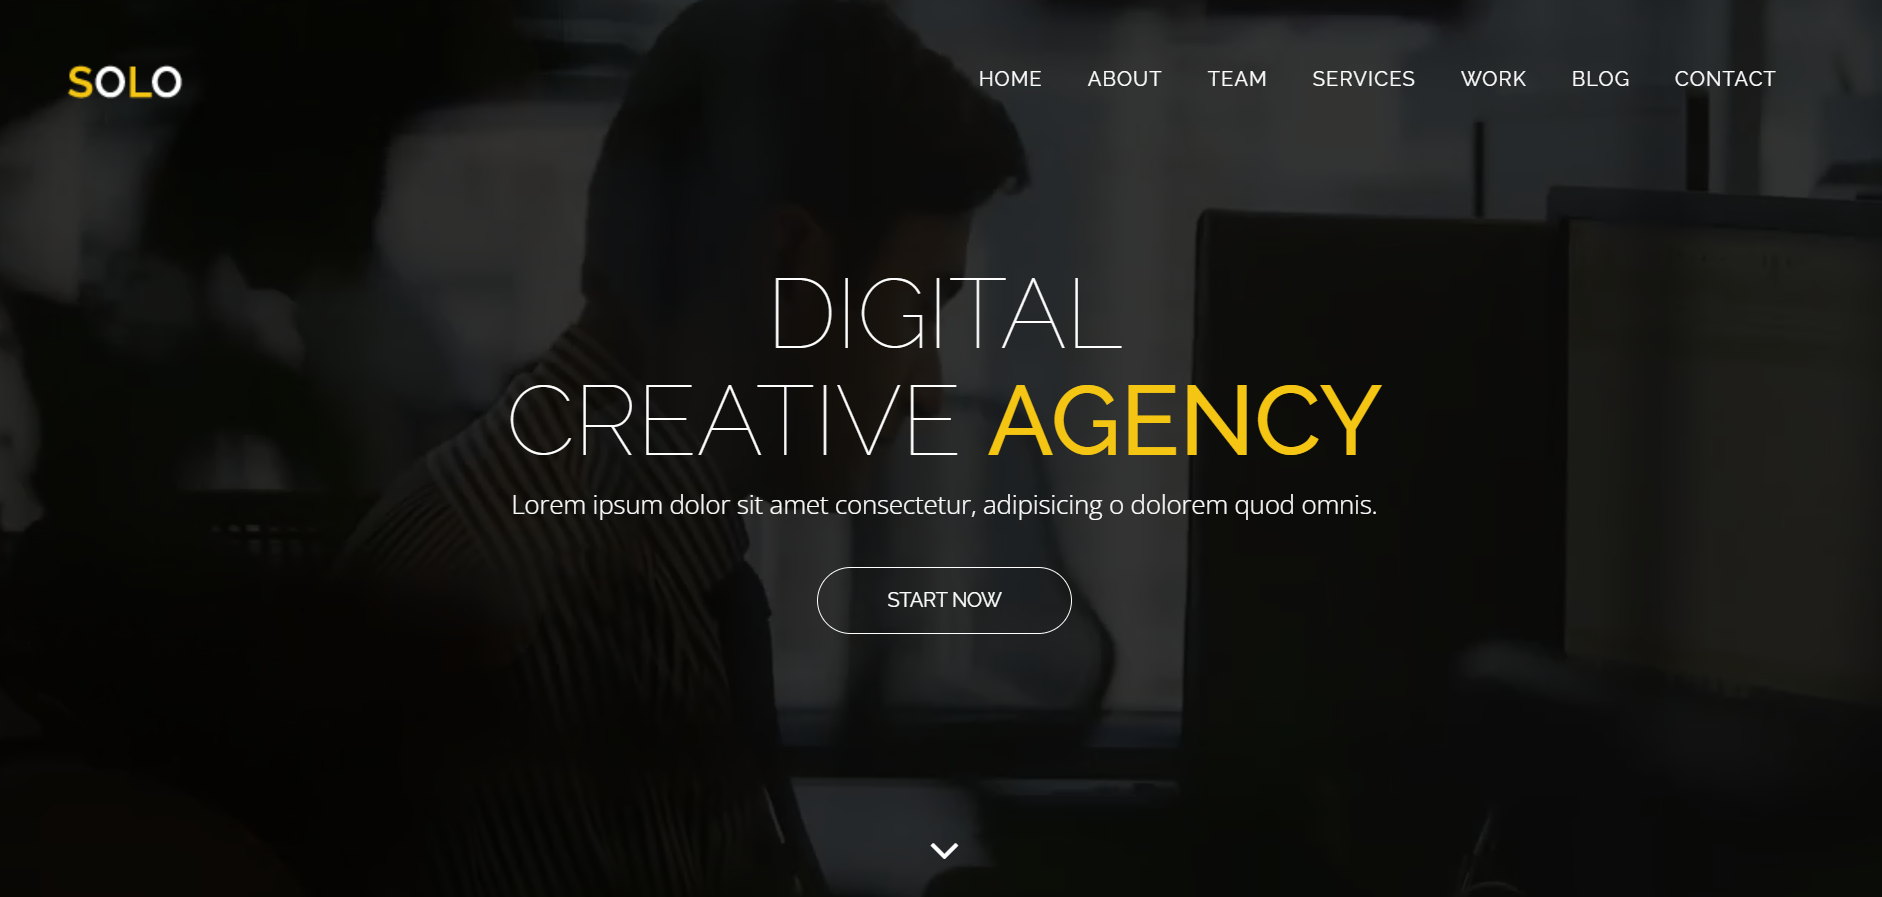 SOLO
HOME ABOUT TEAM SERVICES WORK BLOG CONTACT
DIGITAL
CREATIVE AGENCY
Lorem ipsum dolor sit amet consectetur, adipisicing o dolorem quod omnis.
START NOW